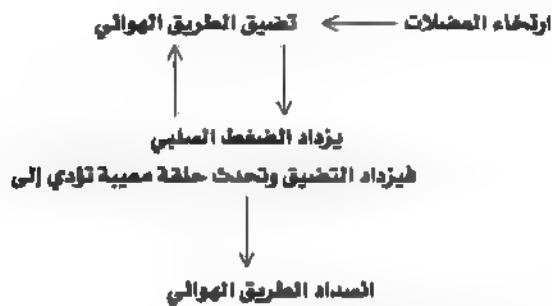 ارتخاء العضلات
تضيق الطريق الهوائي
يزداد الضغط السلبي
فيزداد التضيق وتحدث حلقة معيبة تؤدي إلى
انسداد الطريق الهوائي